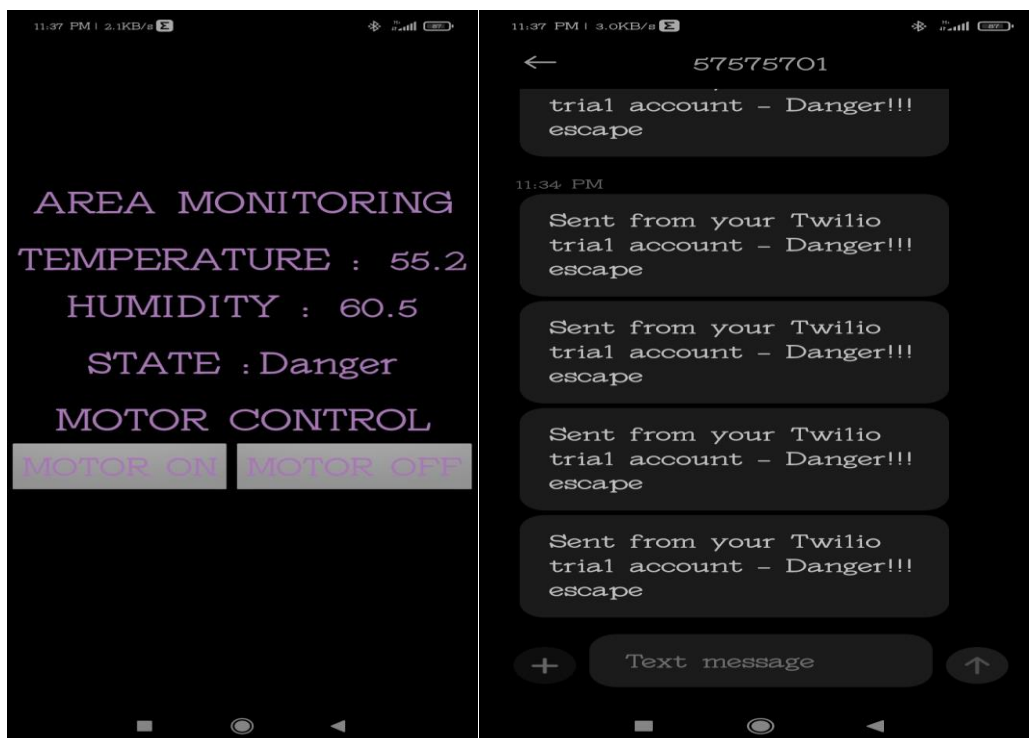 11:37 PM | 2.1KB/s
AREA MONITORING
TEMPERATURE : 55.2
HUMIDITY : 60.5
STATE :Danger
MOTOR CONTROL
MOTOR ON MOTOR OFF
11:37 PM | 3.0KB/s
57575701
trial account – Danger!!!
escape
11:34 PM
Sent from your Twilio
trial account – Danger!!!
escape
Sent from your Twilio
trial account – Danger!!!
escape
Sent from your Twilio
trial account – Danger!!!
escape
Sent from your Twilio
trial account – Danger!!!
escape
Text message